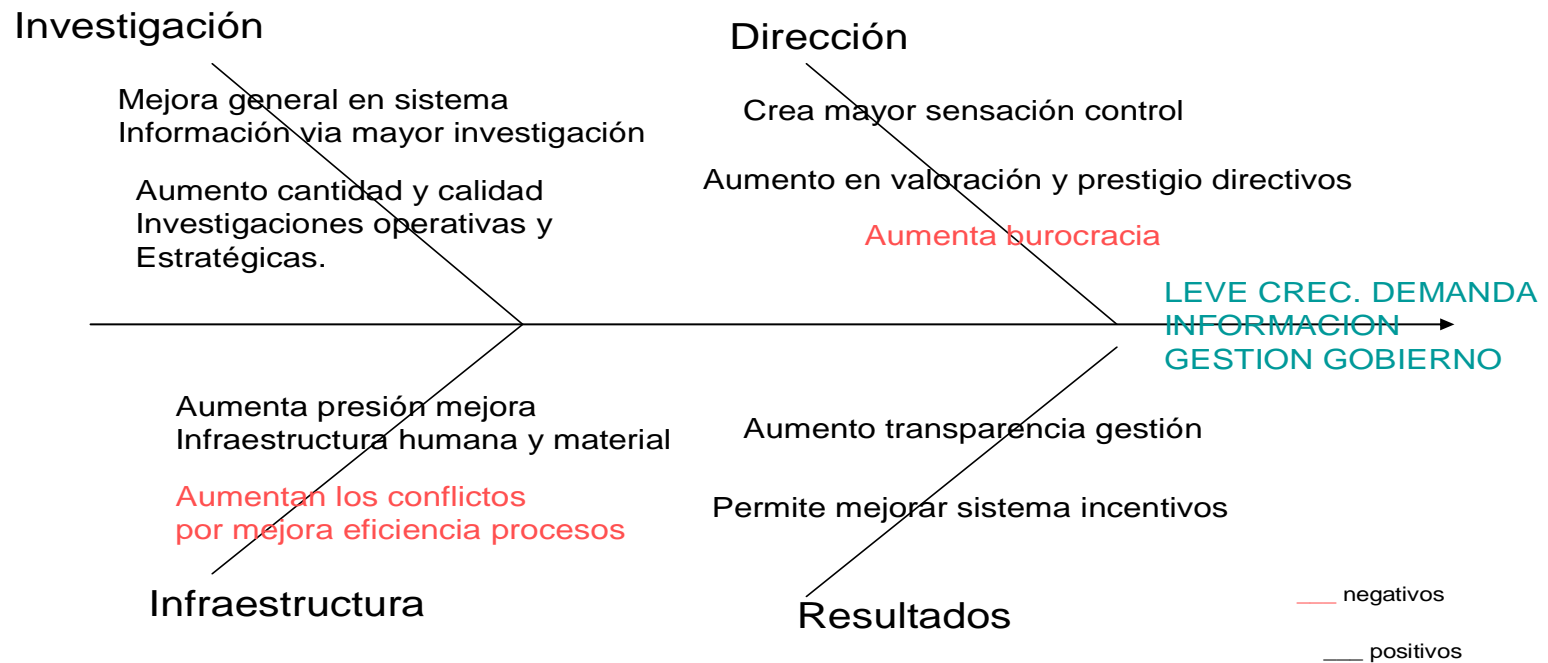 Investigación
Mejora general en sistema
Información via mayor investigación
Aumento cantidad y calidad
Investigaciones operativas y
Estratégicas.
Dirección
Crea mayor sensación control
Aumento en valoración y prestigio directivos
Aumenta burocracia
LEVE CREC. DEMANDA
INFORMACION
GESTION GOBIERNO
Aumenta presión mejora
Infraestructura humana y material
Aumentan los conflictos
por mejora eficiencia procesos
Infraestructura
Aumento transparencia gestión
Permite mejorar sistema incentivos
Resultados
___ negativos
___ positivos